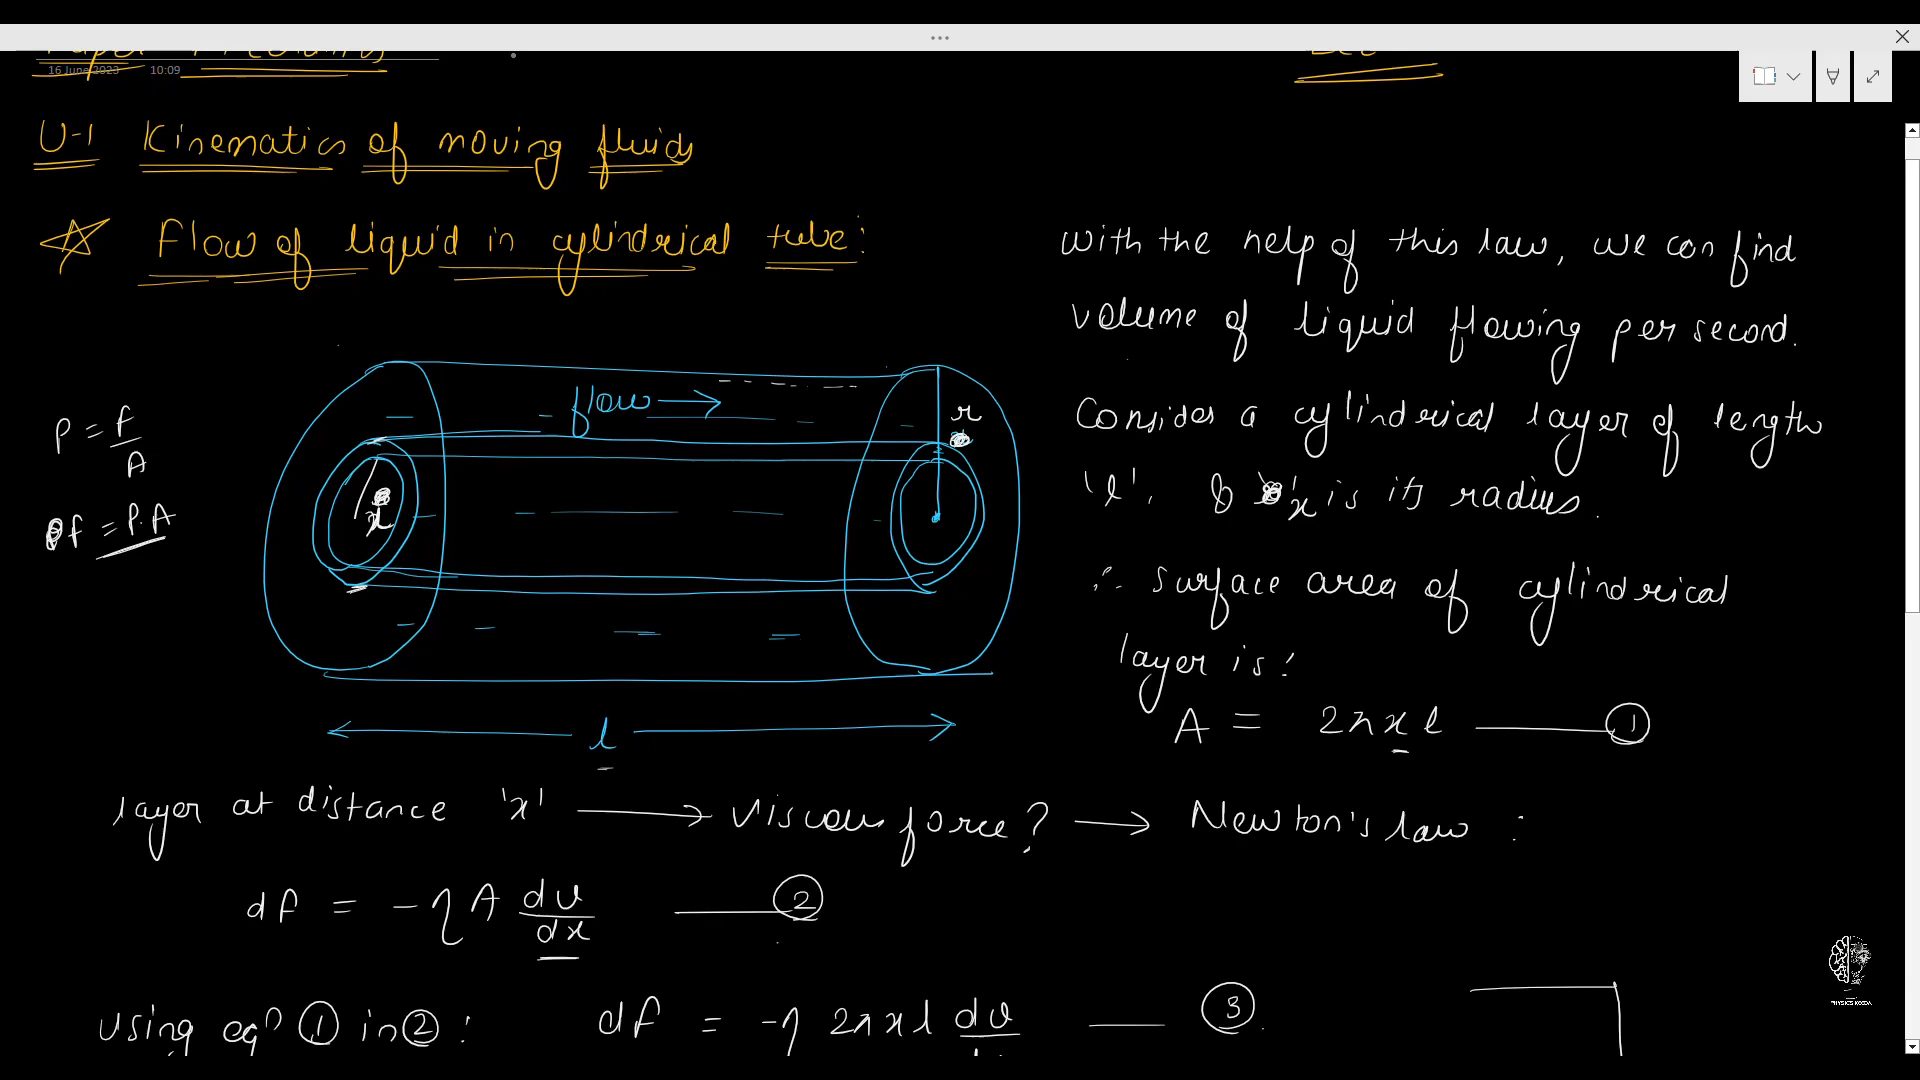 16 June 2023 10:09
U-1 Kinematics of moving fluids
Flow of liquid in cylindrical tube:
flow
r
x
l
P = F/A
F = P.A
With the help of this law, we can find
volume of liquid flowing per second.
Consider a cylindrical layer of length
'l'. & 'x' is its radius.
∴ surface area of cylindrical
layer is:
A = 2πxl ——— ①
layer at distance 'x' ⟶ Viscous force? ⟶ Newton's law :
dF = -η A dv/dx ——— ②
Using eqn ① in ② : dF = -η 2πxl dv —— ③
PHYSICS KOODA